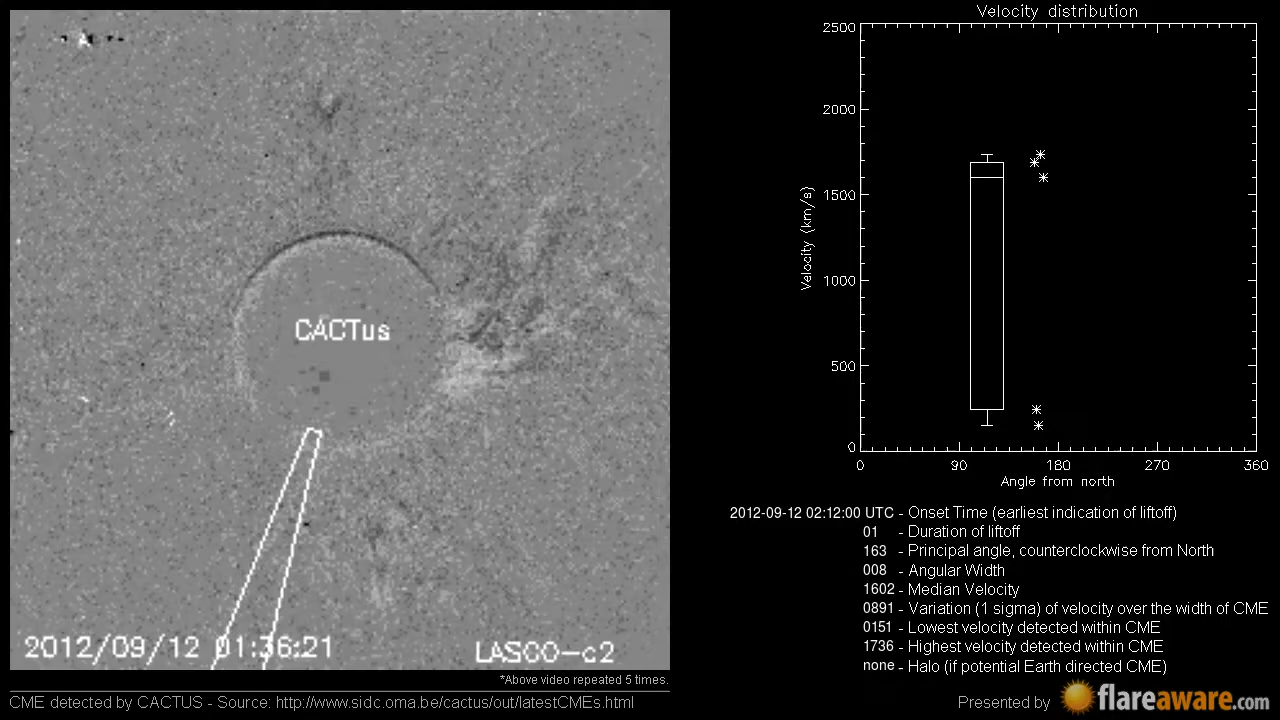 CACTus
2012/09/12 01:36:21
LASCO-c2
*Above video repeated 5 times.
CME detected by CACTUS - Source: http://www.sidc.oma.be/cactus/out/latestCMEs.html
Velocity distribution
2500
2000
1500
1000
500
0
Velocity (km/s)
0 90 180 270 360
Angle from north
2012-09-12 02:12:00 UTC - Onset Time (earliest indication of liftoff)
01 - Duration of liftoff
163 - Principal angle, counterclockwise from North
008 - Angular Width
1602 - Median Velocity
0891 - Variation (1 sigma) of velocity over the width of CME
0151 - Lowest velocity detected within CME
1736 - Highest velocity detected within CME
none - Halo (if potential Earth directed CME)
Presented by flareaware.com